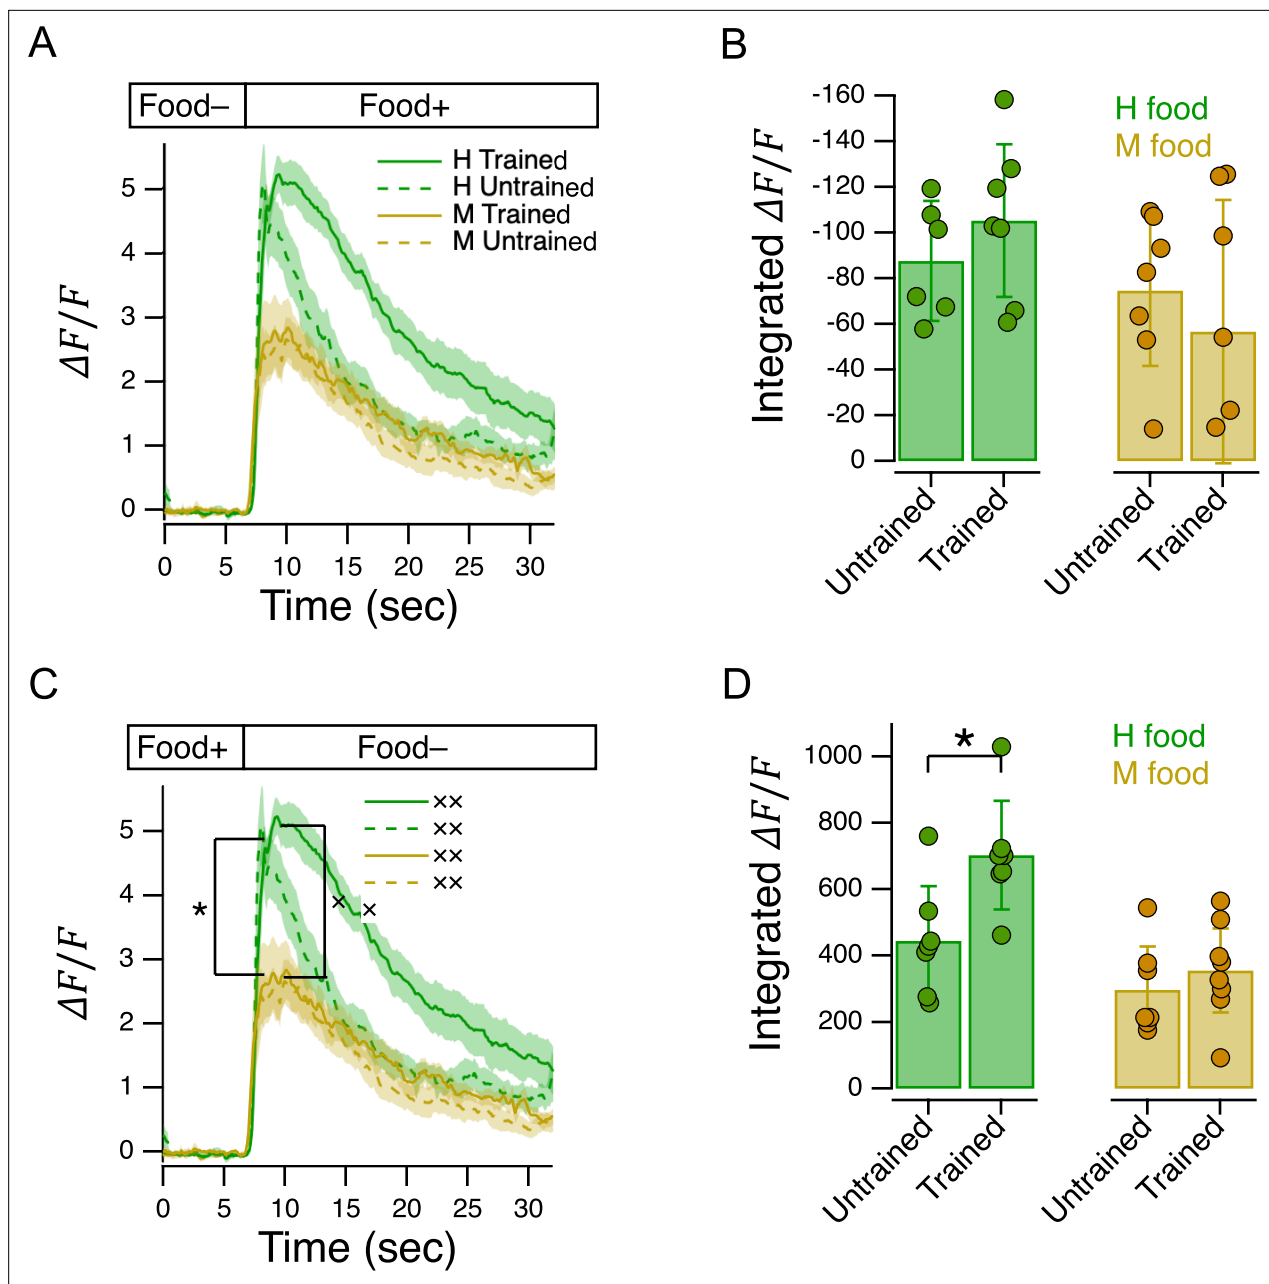 A
Food– Food+
H Trained
H Untrained
M Trained
M Untrained
5
4
3
2
1
0
ΔF/F
0 5 10 15 20 25 30
Time (sec)
B
-160
-140
-120
-100
-80
-60
-40
-20
0
Integrated ΔF/F
H food
M food
Untrained Trained Untrained Trained
C
Food+ Food–
××
××
××
××
5
4
3
2
1
0
ΔF/F
*
× ×
0 5 10 15 20 25 30
Time (sec)
D
1000
800
600
400
200
0
Integrated ΔF/F
*
H food
M food
Untrained Trained Untrained Trained